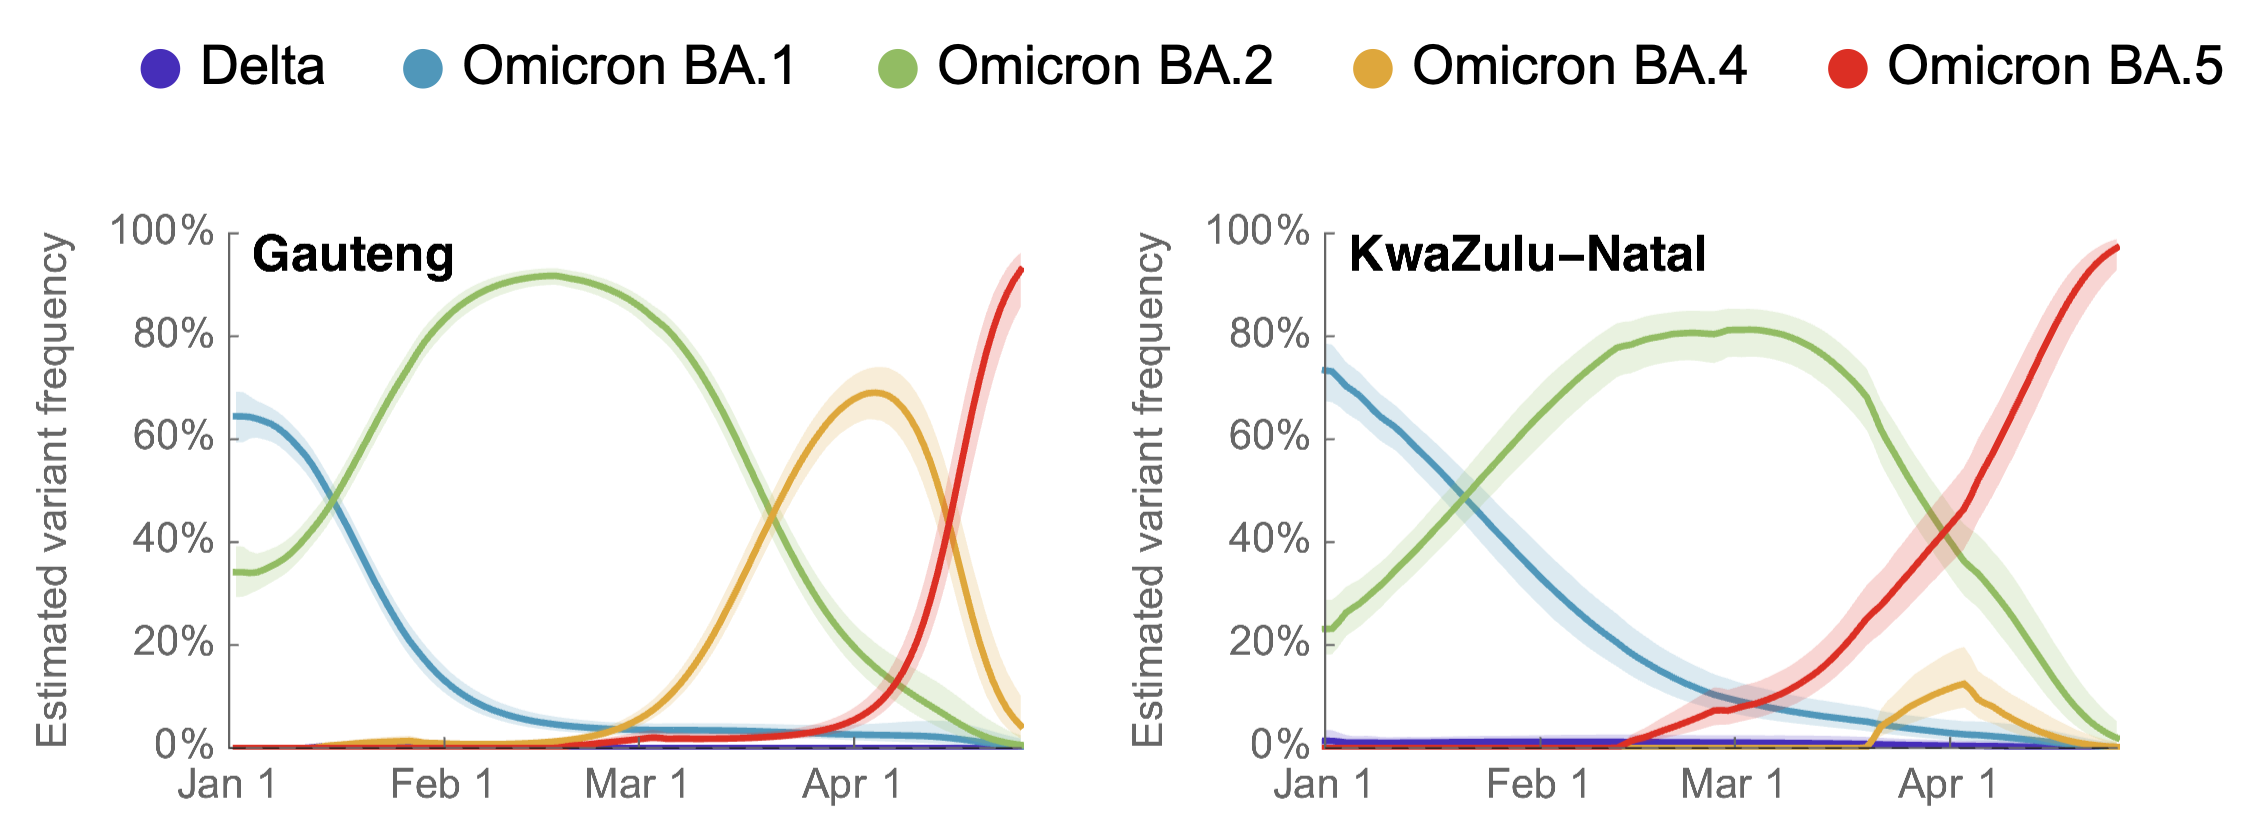 Delta Omicron BA.1 Omicron BA.2 Omicron BA.4 Omicron BA.5
Estimated variant frequency
Gauteng
100%
80%
60%
40%
20%
0%
Jan 1 Feb 1 Mar 1 Apr 1
Estimated variant frequency
KwaZulu–Natal
100%
80%
60%
40%
20%
0%
Jan 1 Feb 1 Mar 1 Apr 1